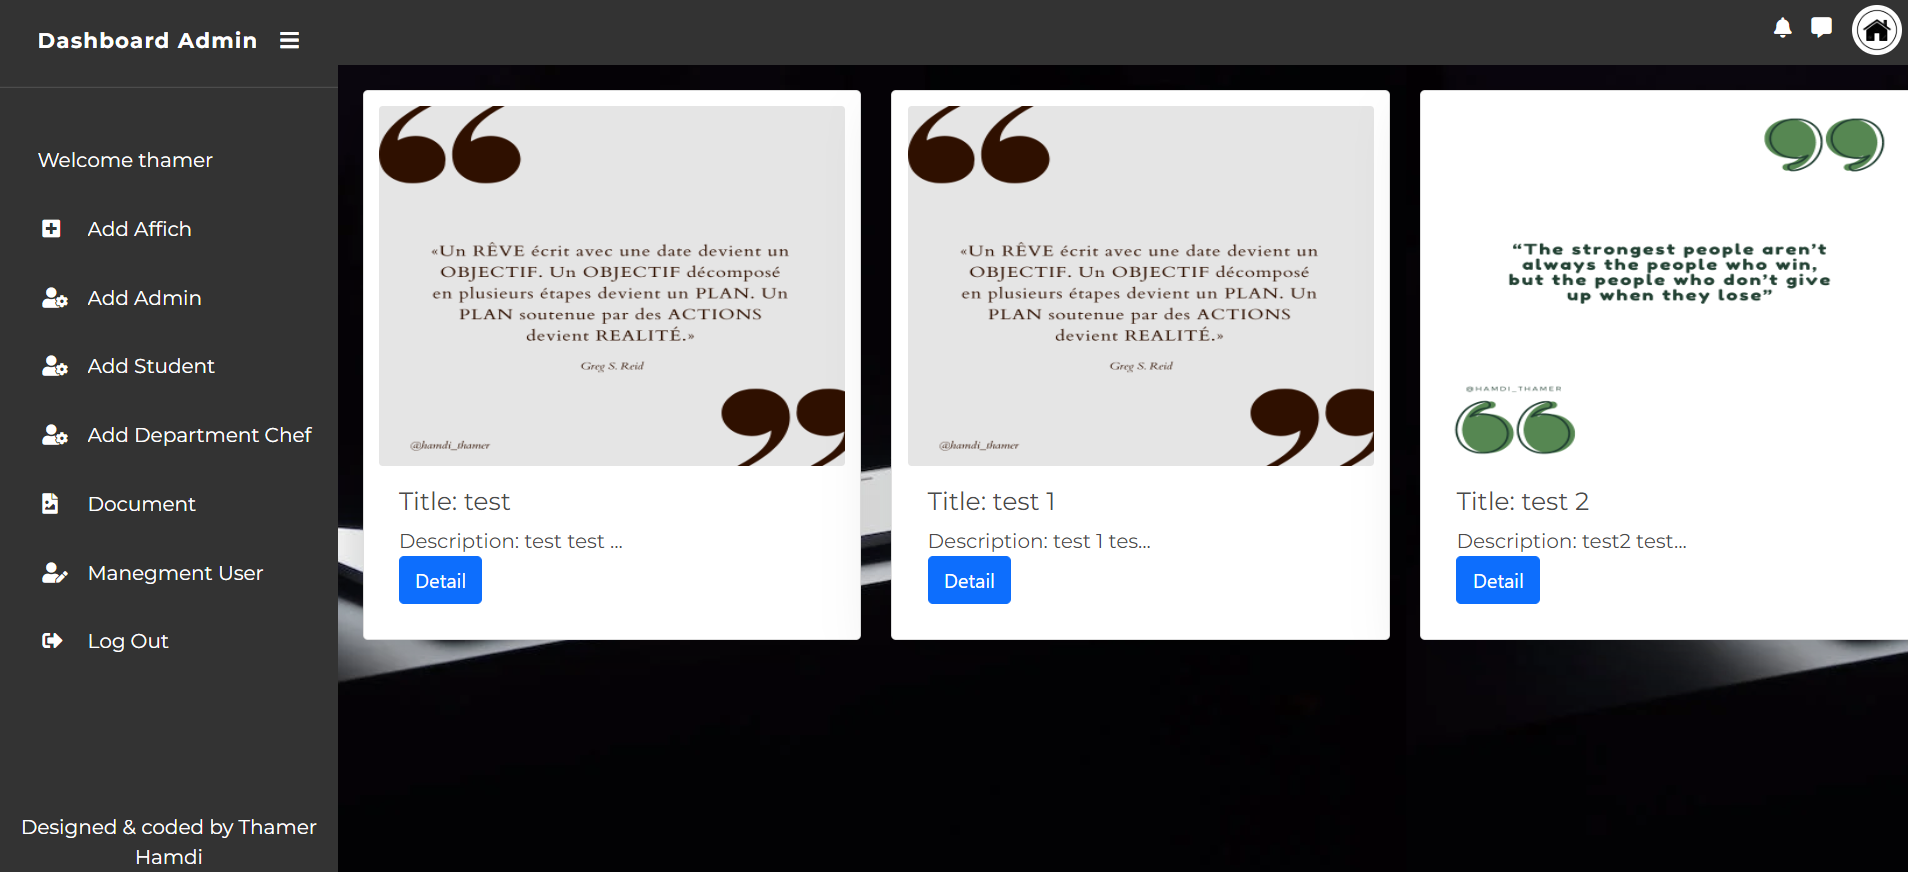 Dashboard Admin
Welcome thamer
Add Affich
Add Admin
Add Student
Add Department Chef
Document
Manegment User
Log Out
Designed & coded by Thamer
Hamdi
«Un RÊVE écrit avec une date devient un
OBJECTIF. Un OBJECTIF décomposé
en plusieurs étapes devient un PLAN. Un
PLAN soutenue par des ACTIONS
devient REALITÉ.»
Greg S. Reid
@hamdi_thamer
Title: test
Description: test test ...
Detail
«Un RÊVE écrit avec une date devient un
OBJECTIF. Un OBJECTIF décomposé
en plusieurs étapes devient un PLAN. Un
PLAN soutenue par des ACTIONS
devient REALITÉ.»
Greg S. Reid
@hamdi_thamer
Title: test 1
Description: test 1 tes...
Detail
“The strongest people aren’t
always the people who win,
but the people who don’t give
up when they lose”
@HAMDI_THAMER
Title: test 2
Description: test2 test...
Detail